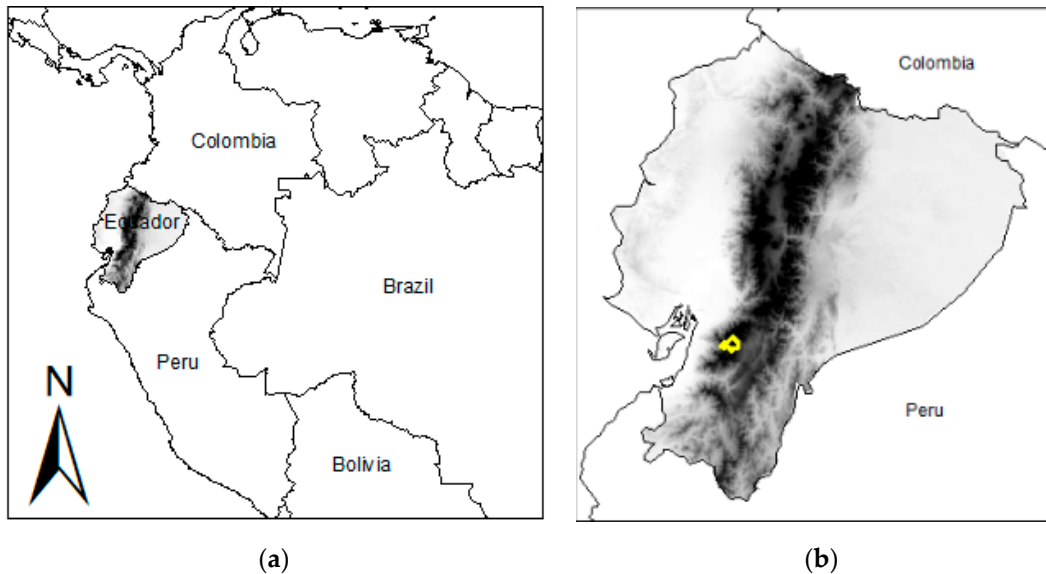 Colombia
Ecuador
Brazil
Peru
N
Bolivia
(a)
Colombia
Peru
(b)